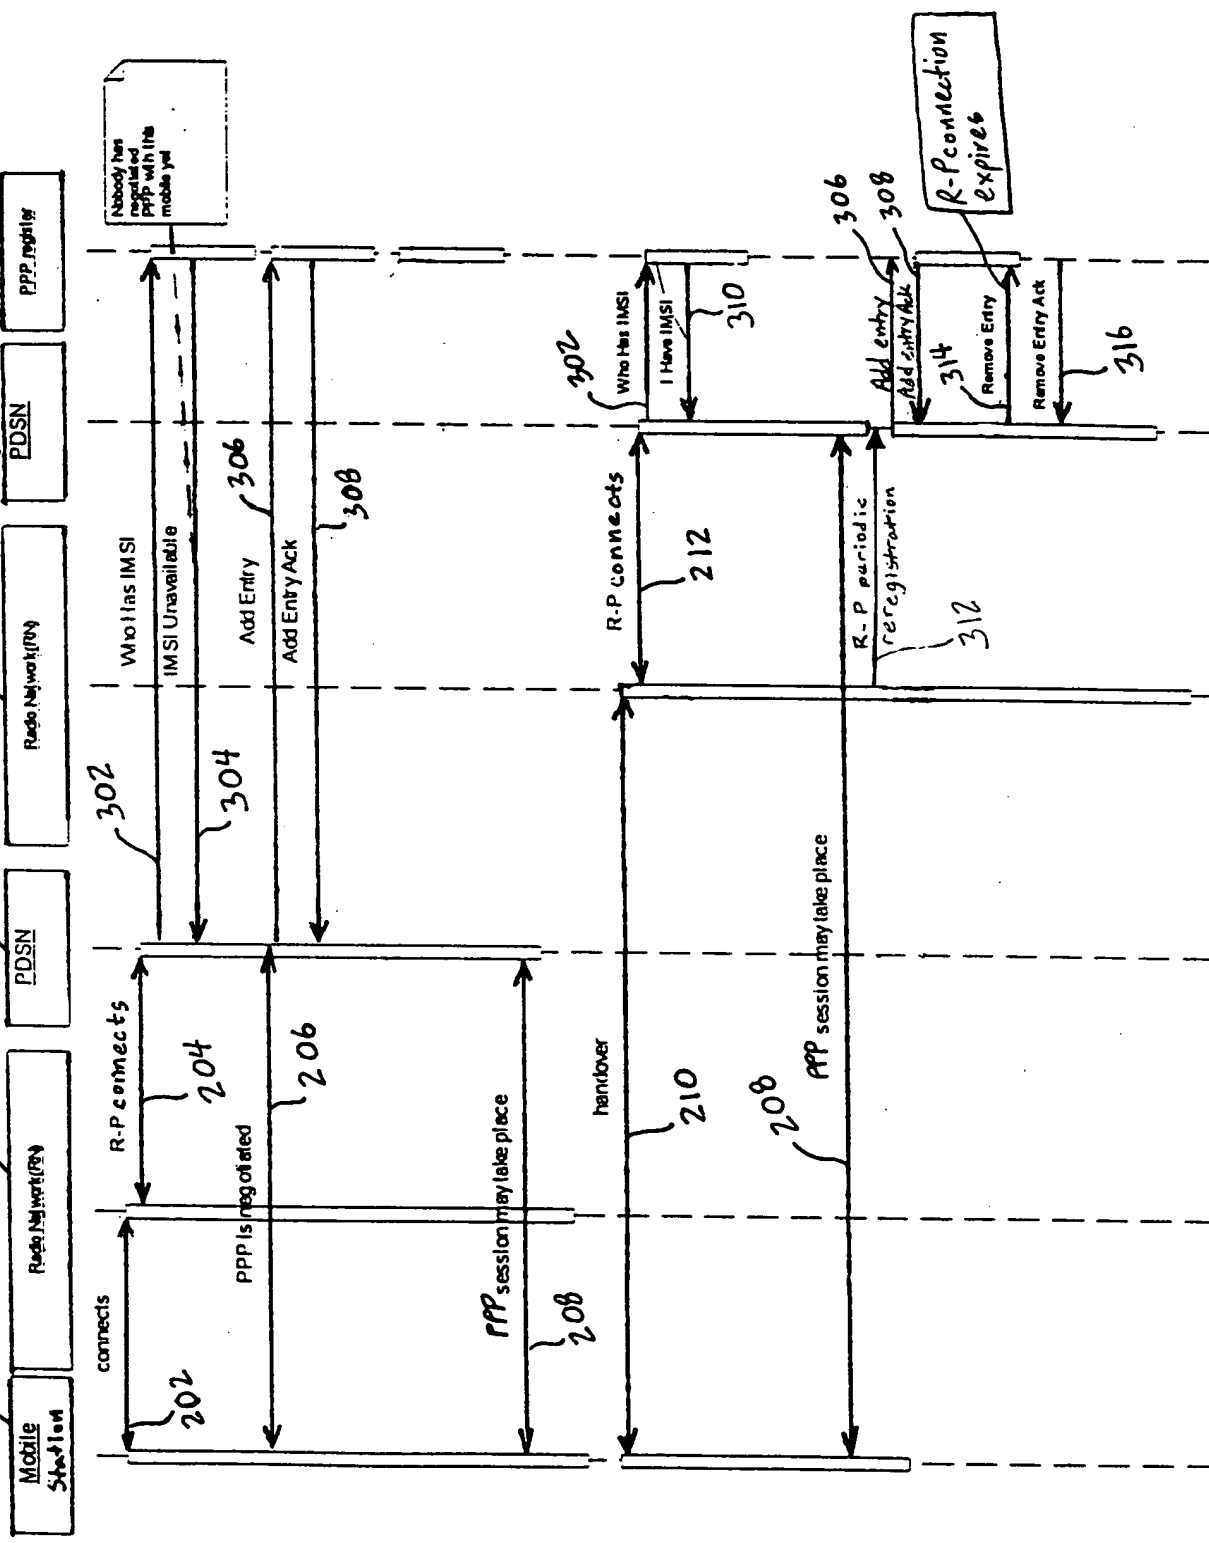 Mobile
Station
Radio Network(RN)
PDSN
Radio Network(RN)
PDSN
PPP register
Nobody has
negotiated
PPP with this
mobile yet
connects
202
R-P connects
204
Who Has IMSI
302
IMSI Unavailable
304
PPP is negotiated
206
Add Entry
306
Add Entry Ack
308
PPP session may take place
208
handover
210
R-P connects
212
Who Has IMSI
302
I Have IMSI
310
PPP session may take place
208
R-P periodic
reregistration
312
Add entry
306
Add entry Ack
308
Remove Entry
314
R-P connection
expires
Remove Entry Ack
316